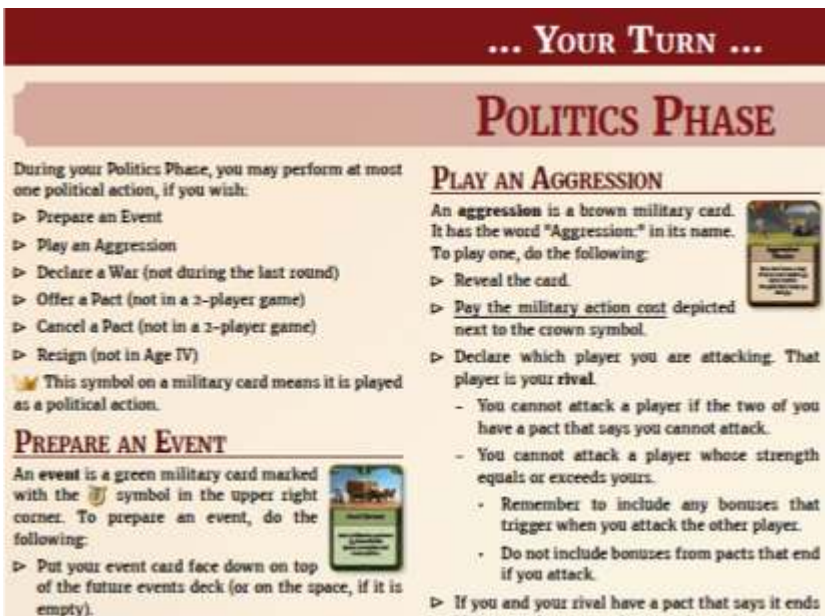 ... YOUR TURN ...
POLITICS PHASE
During your Politics Phase, you may perform at most
one political action, if you wish:
▷ Prepare an Event
▷ Play an Aggression
▷ Declare a War (not during the last round)
▷ Offer a Pact (not in a 2-player game)
▷ Cancel a Pact (not in a 2-player game)
▷ Resign (not in Age IV)
This symbol on a military card means it is played
as a political action.
PREPARE AN EVENT
An event is a green military card marked
with the symbol in the upper right
corner. To prepare an event, do the
following:
▷ Put your event card face down on top
of the future events deck (or on the space, if it is
empty).
PLAY AN AGGRESSION
An aggression is a brown military card.
It has the word "Aggression:" in its name.
To play one, do the following:
▷ Reveal the card.
▷ Pay the military action cost depicted
next to the crown symbol.
▷ Declare which player you are attacking. That
player is your rival.
– You cannot attack a player if the two of you
have a pact that says you cannot attack.
– You cannot attack a player whose strength
equals or exceeds yours.
· Remember to include any bonuses that
trigger when you attack the other player.
· Do not include bonuses from pacts that end
if you attack.
▷ If you and your rival have a pact that says it ends